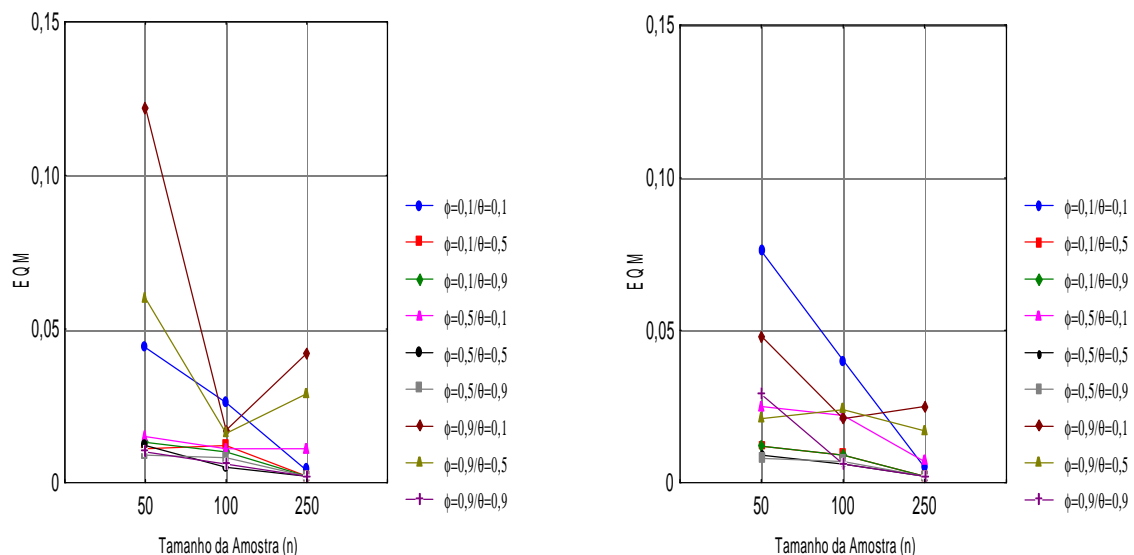 0,15
0,10
0,05
0
E Q M
50 100 250
Tamanho da Amostra (n)
ϕ=0,1/θ=0,1
ϕ=0,1/θ=0,5
ϕ=0,1/θ=0,9
ϕ=0,5/θ=0,1
ϕ=0,5/θ=0,5
ϕ=0,5/θ=0,9
ϕ=0,9/θ=0,1
ϕ=0,9/θ=0,5
ϕ=0,9/θ=0,9
0,15
0,10
0,05
0
E Q M
50 100 250
Tamanho da Amostra (n)
ϕ=0,1/θ=0,1
ϕ=0,1/θ=0,5
ϕ=0,1/θ=0,9
ϕ=0,5/θ=0,1
ϕ=0,5/θ=0,5
ϕ=0,5/θ=0,9
ϕ=0,9/θ=0,1
ϕ=0,9/θ=0,5
ϕ=0,9/θ=0,9